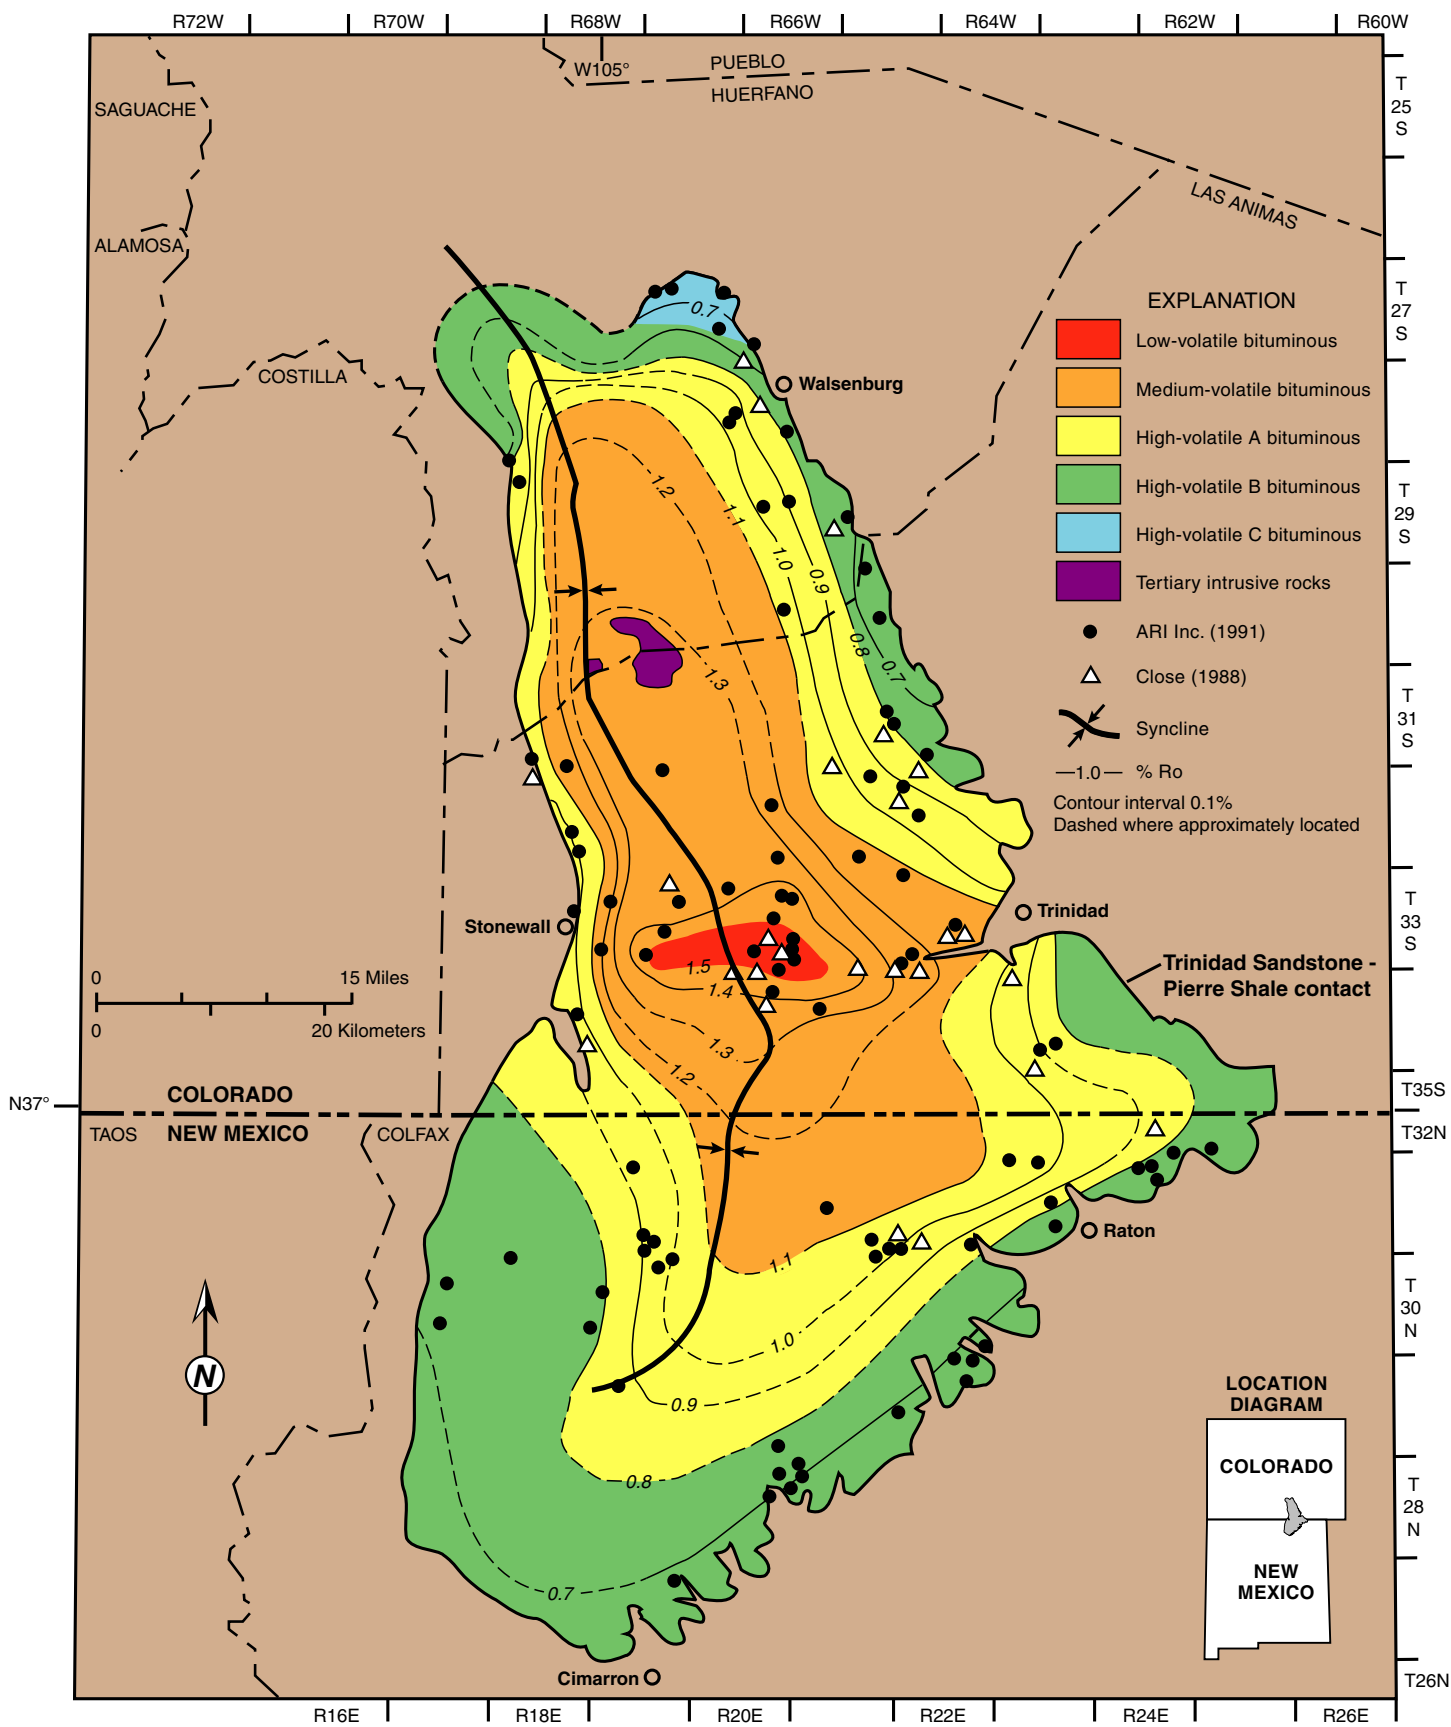 R72W R70W R68W R66W R64W R62W R60W
W105°
PUEBLO
HUERFANO
SAGUACHE
T
25
S
LAS ANIMAS
ALAMOSA
T
27
S
0.7
EXPLANATION
Low-volatile bituminous
Medium-volatile bituminous
High-volatile A bituminous
High-volatile B bituminous
High-volatile C bituminous
Tertiary intrusive rocks
ARI Inc. (1991)
Close (1988)
Syncline
1.0 % Ro
Contour interval 0.1%
Dashed where approximately located
COSTILLA
Walsenburg
1.2
1.1
1.0
0.9
0.8
0.7
1.3
T
29
S
T
31
S
Stonewall
Trinidad
T
33
S
1.5
1.4
1.3
1.2
Trinidad Sandstone -
Pierre Shale contact
0 15 Miles
0 20 Kilometers
COLORADO
N37°
T35S
TAOS NEW MEXICO COLFAX
T32N
Raton
1.1
1.0
0.9
0.8
0.7
T
30
N
N
LOCATION
DIAGRAM
COLORADO
NEW
MEXICO
T
28
N
Cimarron
T26N
R16E R18E R20E R22E R24E R26E